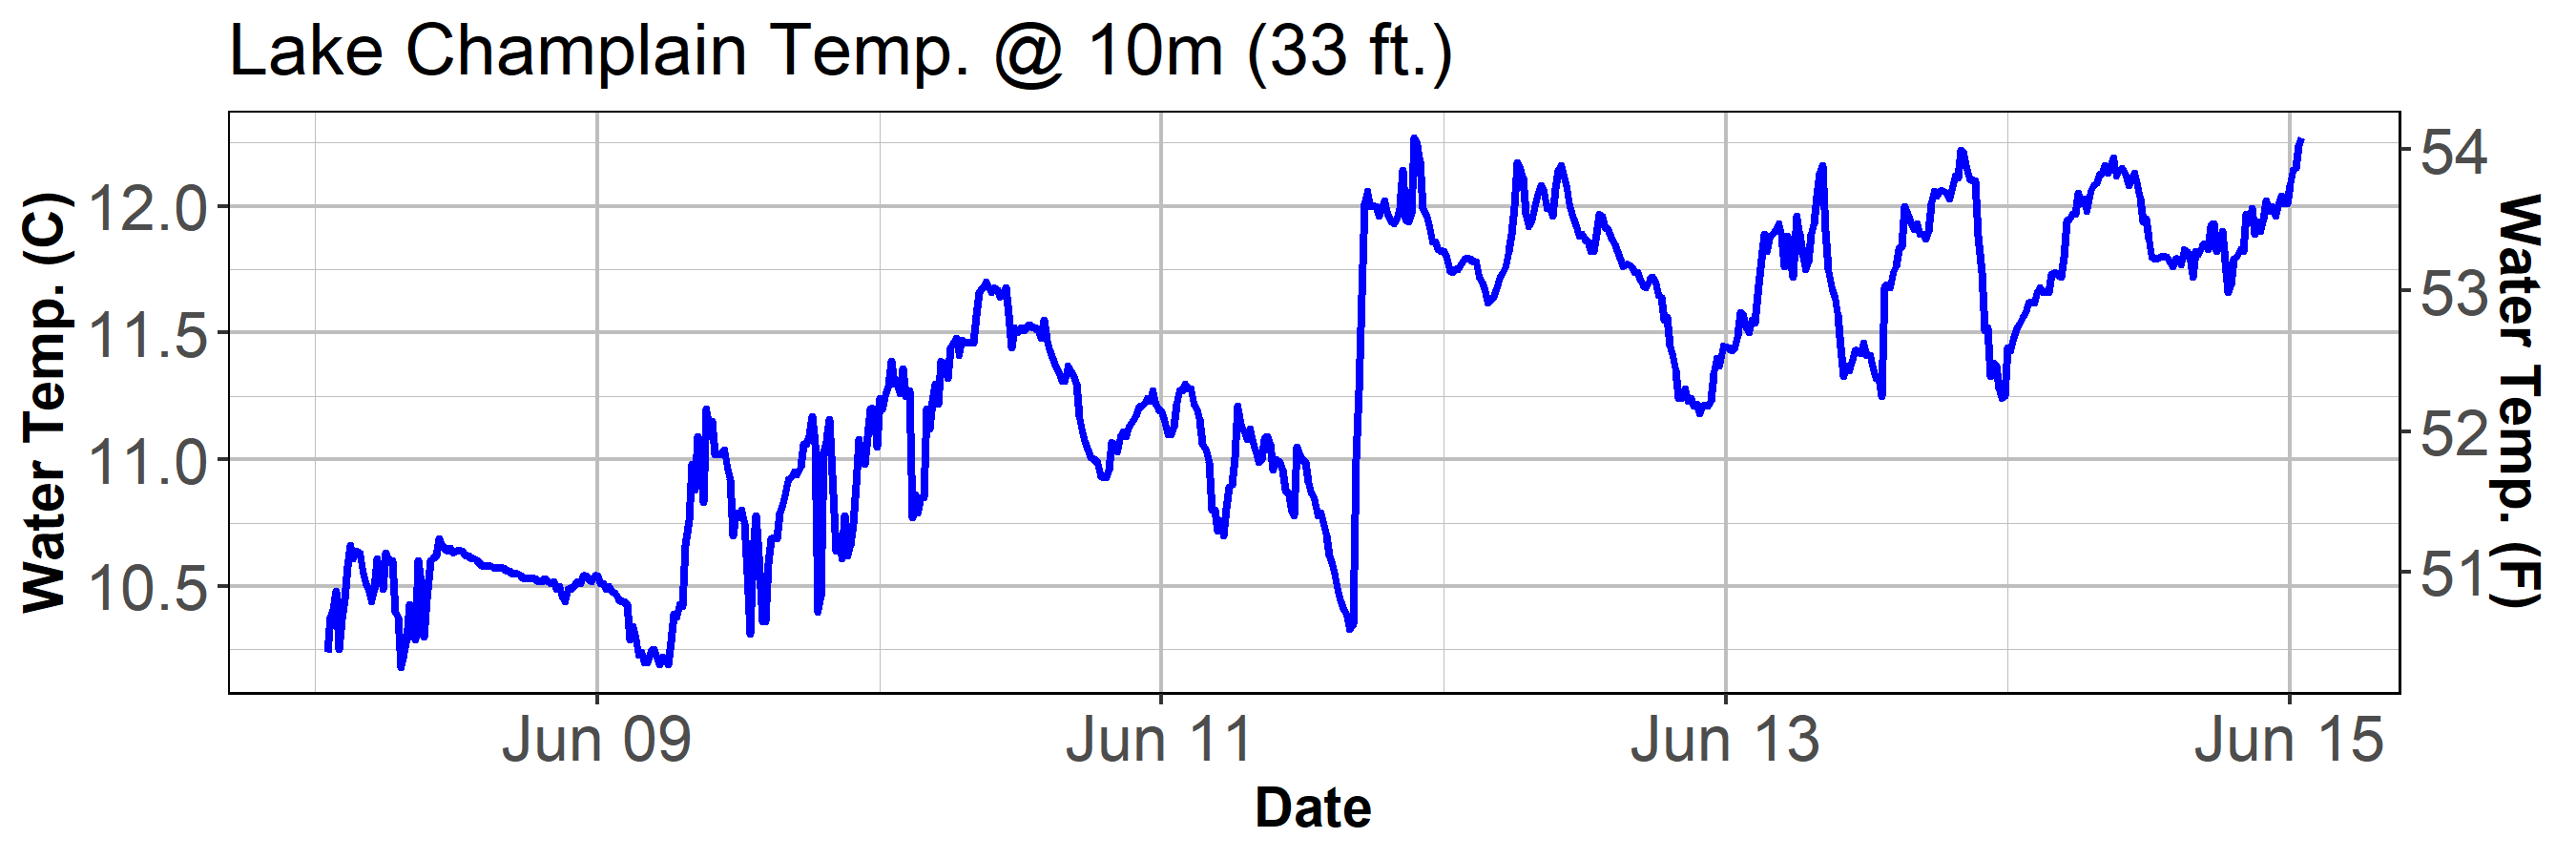 Lake Champlain Temp. @ 10m (33 ft.)
Water Temp. (C)
12.0
11.5
11.0
10.5
54
53
52
51
Water Temp. (F)
Jun 09
Jun 11
Jun 13
Jun 15
Date